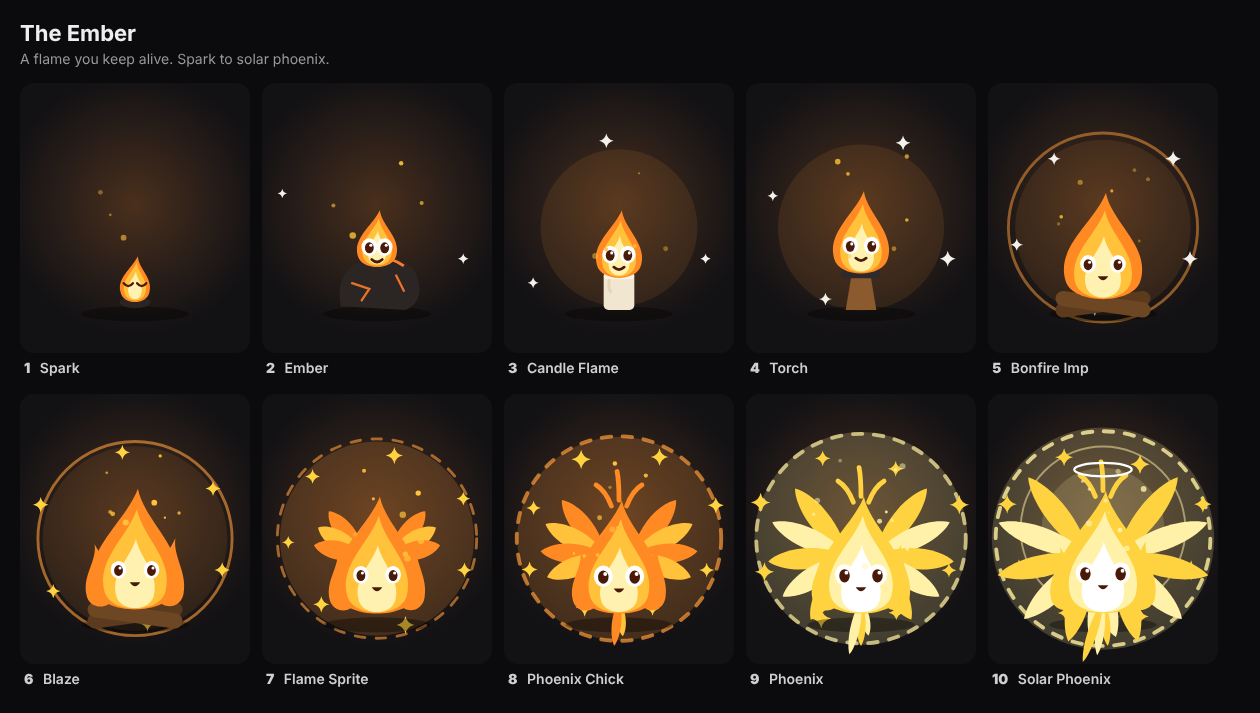 The Ember
A flame you keep alive. Spark to solar phoenix.
1 Spark
2 Ember
3 Candle Flame
4 Torch
5 Bonfire Imp
6 Blaze
7 Flame Sprite
8 Phoenix Chick
9 Phoenix
10 Solar Phoenix